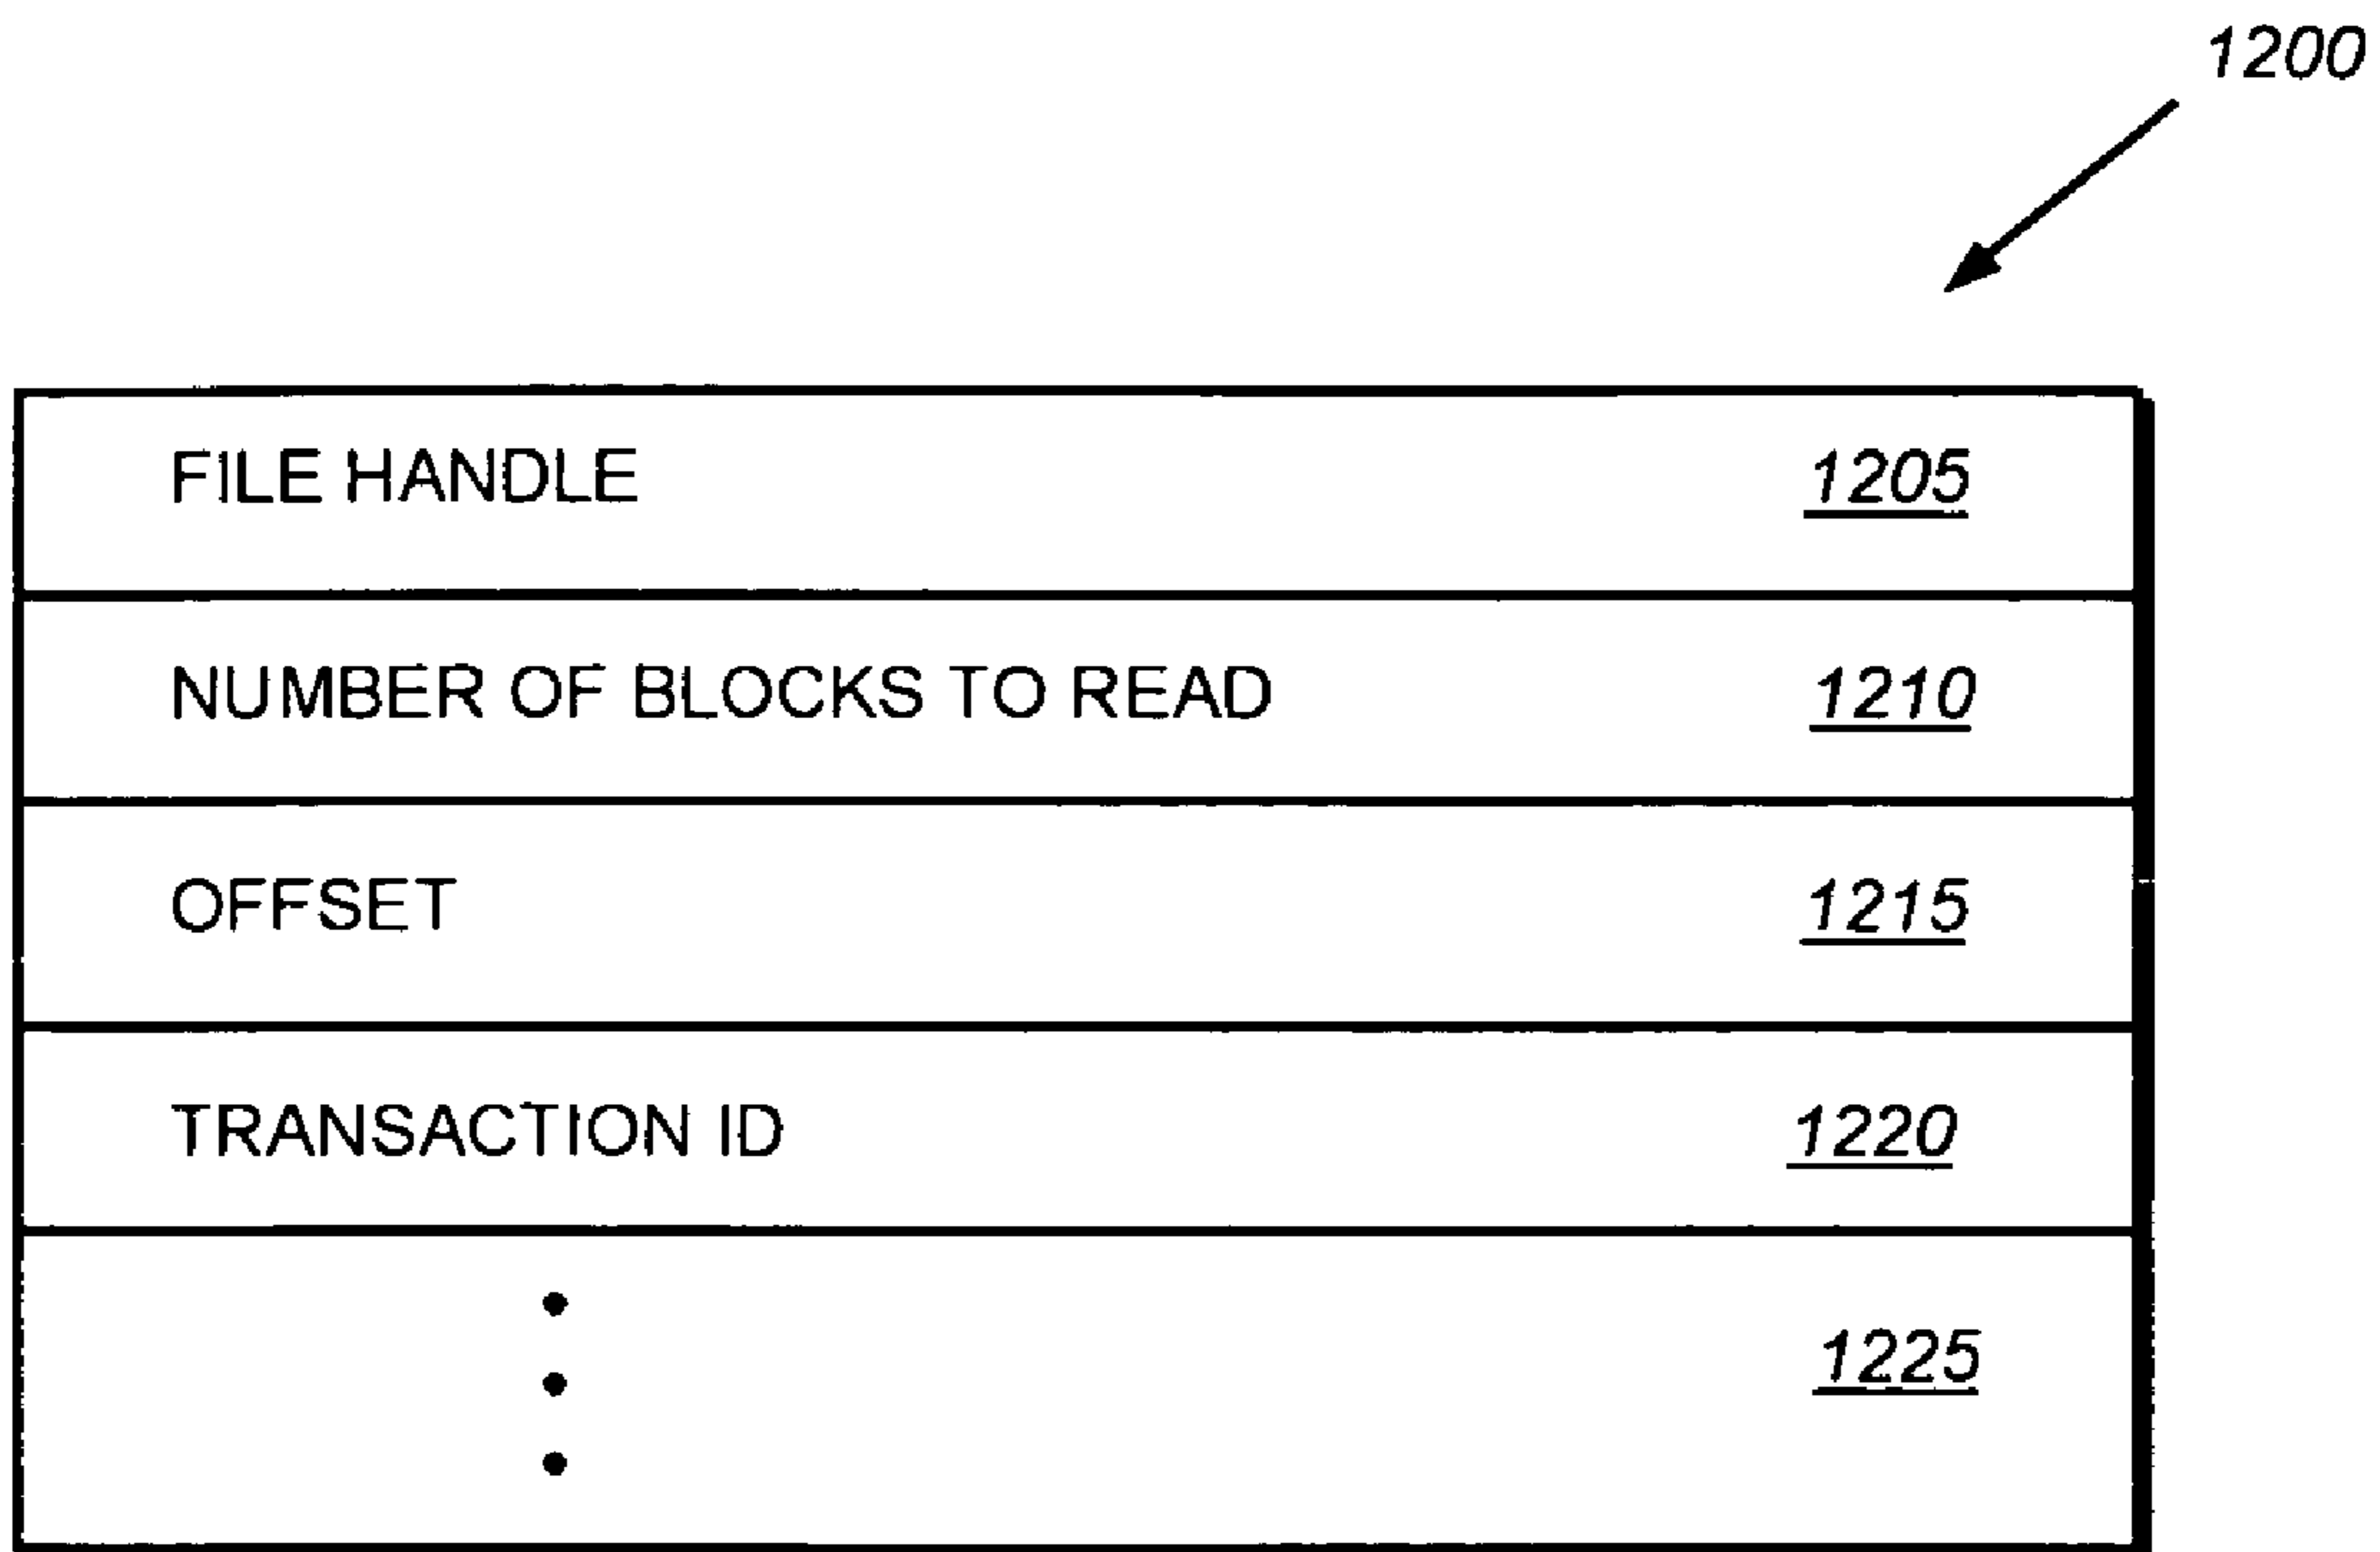 1200
FILE HANDLE 1205
NUMBER OF BLOCKS TO READ 1210
OFFSET 1215
TRANSACTION ID 1220
1225